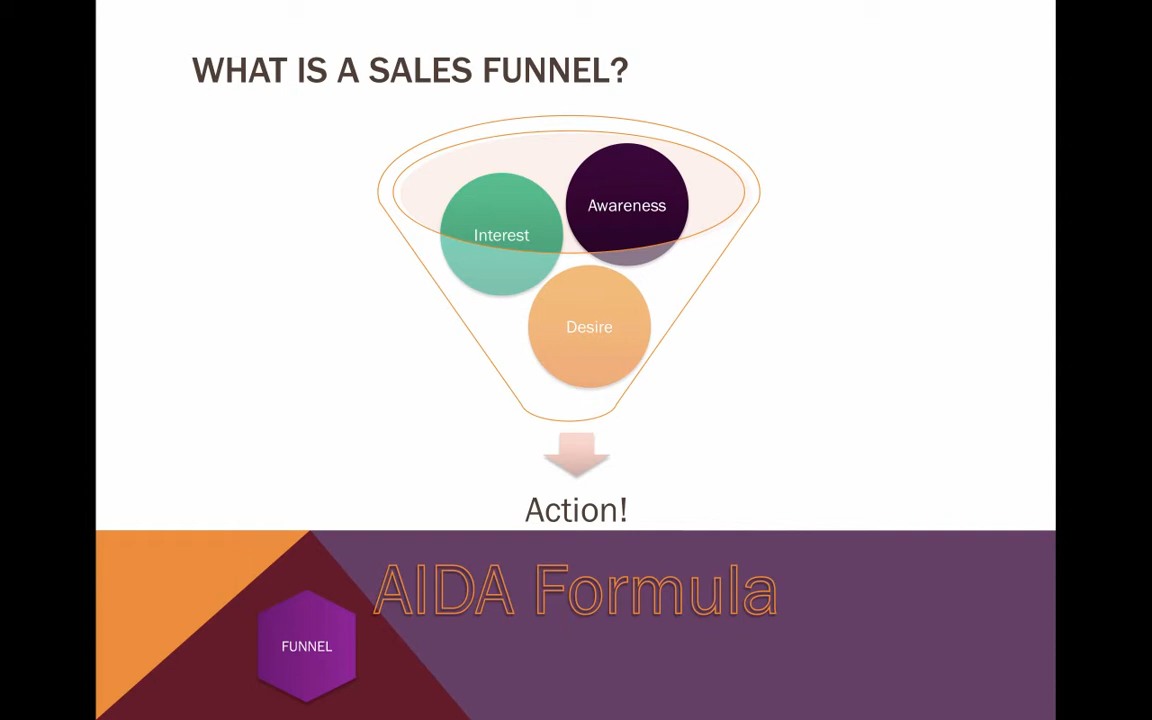 WHAT IS A SALES FUNNEL?
Awareness
Interest
Desire
Action!
AIDA Formula
FUNNEL